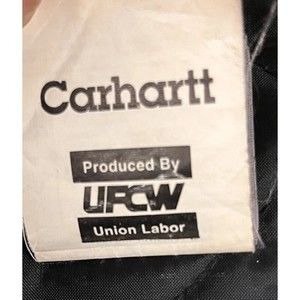 Carhartt
Produced By
UFCW
Union Labor